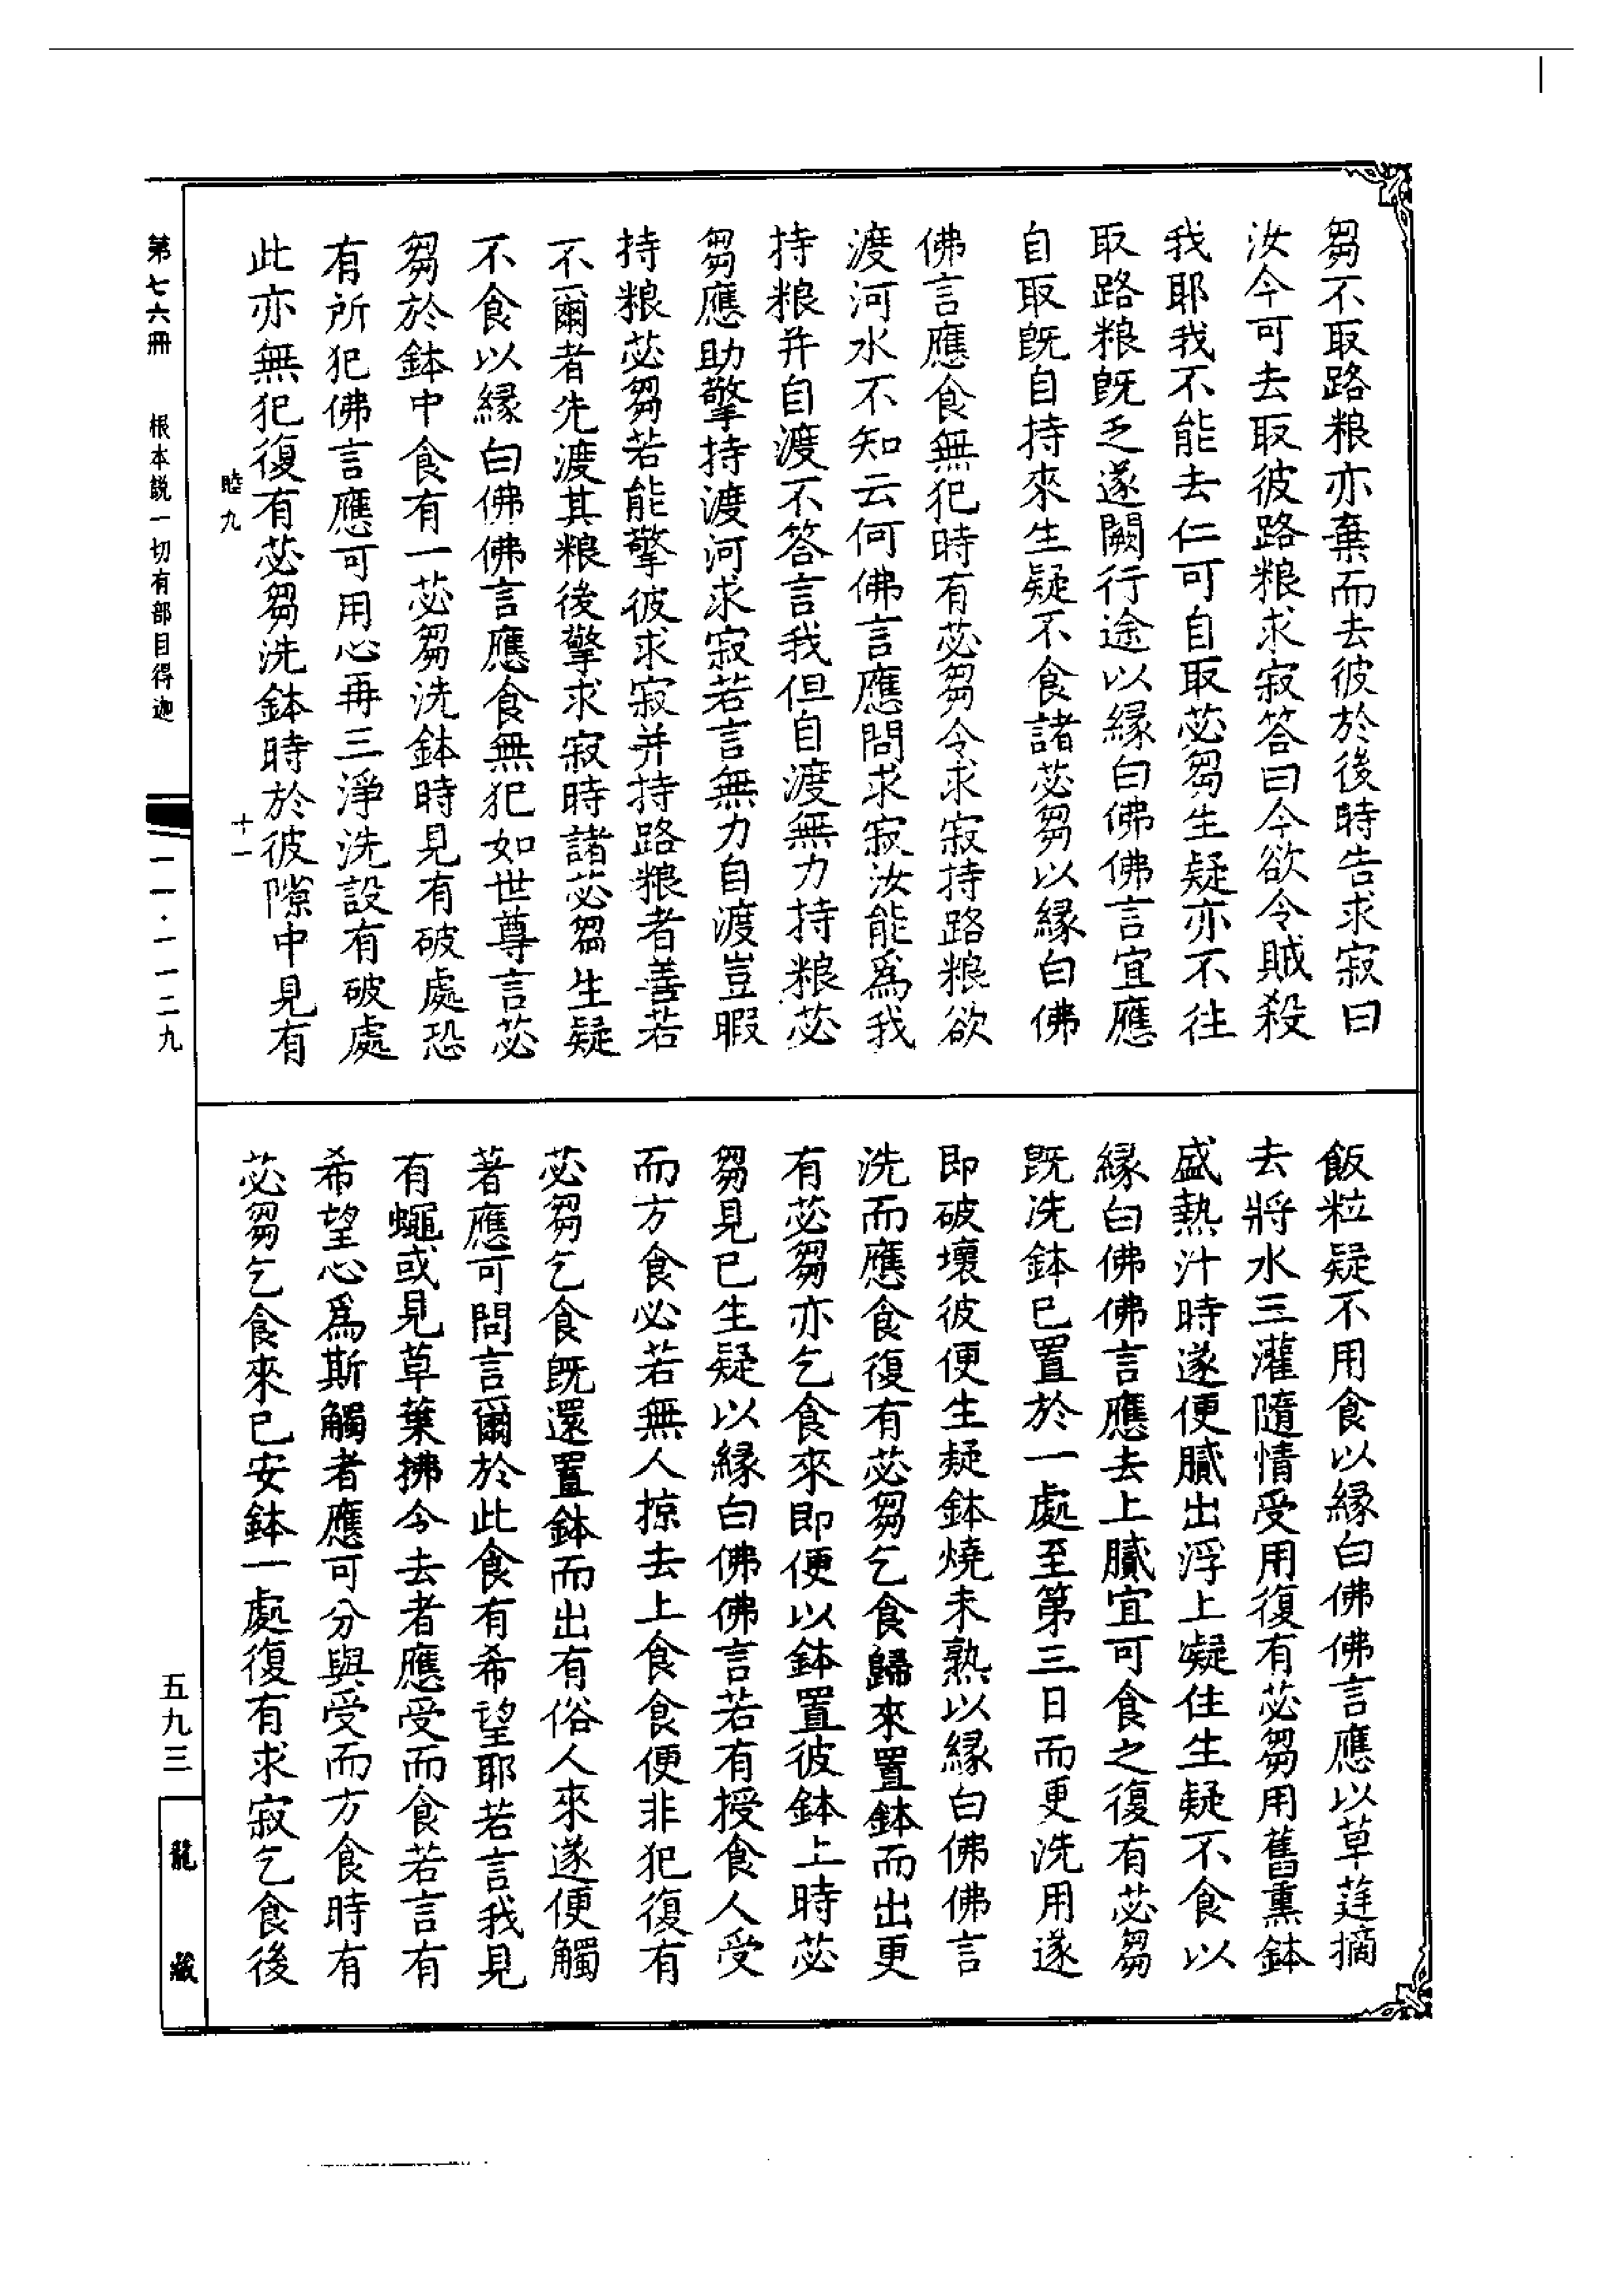 芻不取路粮亦棄而去彼於後時告求寂曰
汝今可去取彼路粮求寂答曰今欲令賊殺
我耶我不能去仁可自取苾芻生疑亦不往
取路粮既乏遂闕行途以緣白佛佛言宜應
自取既自持來生疑不食諸苾芻以緣白佛
佛言應食無犯時有苾芻令求寂持路粮欲
渡河水不知云何佛言應問求寂汝能爲我
持粮并自渡不答言我但自渡無力持粮苾
芻應助擎持渡河求寂若言無力自渡豈暇
持粮苾芻若能擎彼求寂并持路粮者善若
不爾者先渡其粮後擎求寂時諸苾芻生疑
不食以緣白佛佛言應食無犯如世尊言苾
芻於鉢中食有一苾芻洗鉢時見有破處恐
有所犯佛言應可用心再三淨洗設有破處
此亦無犯復有苾芻洗鉢時於彼隙中見有
飯粒疑不用食以緣白佛佛言應以草莛摘
去將水三灌隨情受用復有苾芻用舊熏鉢
盛熱汁時遂便膩出浮上凝住生疑不食以
緣白佛佛言應去上膩宜可食之復有苾芻
既洗鉢已置於一處至第三日而更洗用遂
即破壞彼便生疑鉢燒未熟以緣白佛佛言
洗而應食復有苾芻乞食歸來置鉢而出更
有苾芻亦乞食來即便以鉢置彼鉢上時苾
芻見已生疑以緣白佛佛言若有授食人受
而方食必若無人掠去上食食便非犯復有
苾芻乞食既還置鉢而出有俗人來遂便觸
著應可問言爾於此食有希望耶若言我見
有蠅或見草葉拂令去者應受而食若言有
希望心爲斯觸者應可分與受而方食時有
苾芻乞食來已安鉢一處復有求寂乞食後
睦九
十一
第七六冊
根本説一切有部目得迦
一一·一一二九
五九三
龍藏